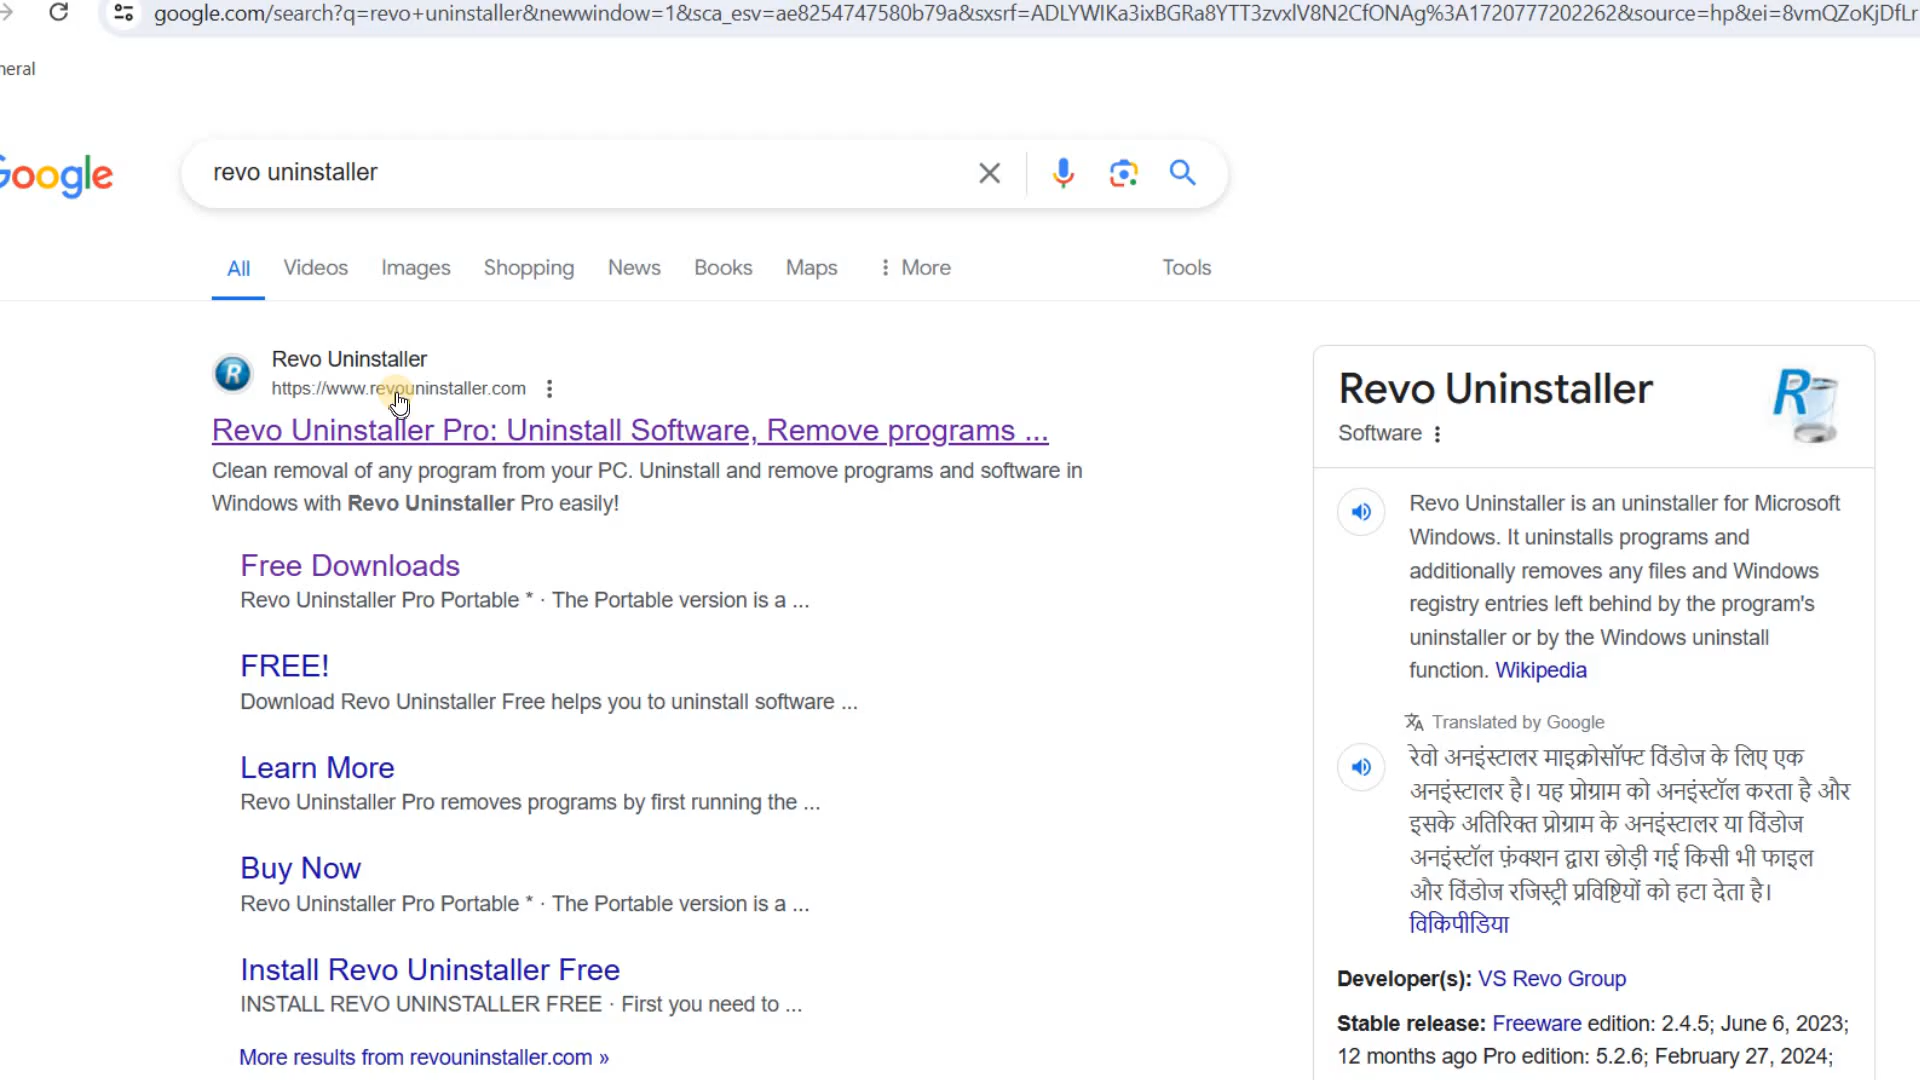 google.com/search?q=revo+uninstaller&newwindow=1&sca_esv=ae8254747580b79a&sxsrf=ADLYWIKa3ixBGRa8YTT3zvxlV8N2CfONAg%3A1720777202262&source=hp&ei=8vmQZoKjDfLr
neral
Google
revo uninstaller
All Videos Images Shopping News Books Maps More Tools
Revo Uninstaller
https://www.revouninstaller.com
Revo Uninstaller Pro: Uninstall Software, Remove programs ...
Clean removal of any program from your PC. Uninstall and remove programs and software in
Windows with Revo Uninstaller Pro easily!
Free Downloads
Revo Uninstaller Pro Portable * · The Portable version is a ...
FREE!
Download Revo Uninstaller Free helps you to uninstall software ...
Learn More
Revo Uninstaller Pro removes programs by first running the ...
Buy Now
Revo Uninstaller Pro Portable * · The Portable version is a ...
Install Revo Uninstaller Free
INSTALL REVO UNINSTALLER FREE · First you need to ...
More results from revouninstaller.com »
Revo Uninstaller
Software
Revo Uninstaller is an uninstaller for Microsoft
Windows. It uninstalls programs and
additionally removes any files and Windows
registry entries left behind by the program's
uninstaller or by the Windows uninstall
function. Wikipedia
Translated by Google
रेवो अनइंस्टालर माइक्रोसॉफ्ट विंडोज के लिए एक
अनइंस्टालर है। यह प्रोग्राम को अनइंस्टॉल करता है और
इसके अतिरिक्त प्रोग्राम के अनइंस्टालर या विंडोज
अनइंस्टॉल फ़ंक्शन द्वारा छोड़ी गई किसी भी फाइल
और विंडोज रजिस्ट्री प्रविष्टियों को हटा देता है।
विकिपीडिया
Developer(s): VS Revo Group
Stable release: Freeware edition: 2.4.5; June 6, 2023;
12 months ago Pro edition: 5.2.6; February 27, 2024;